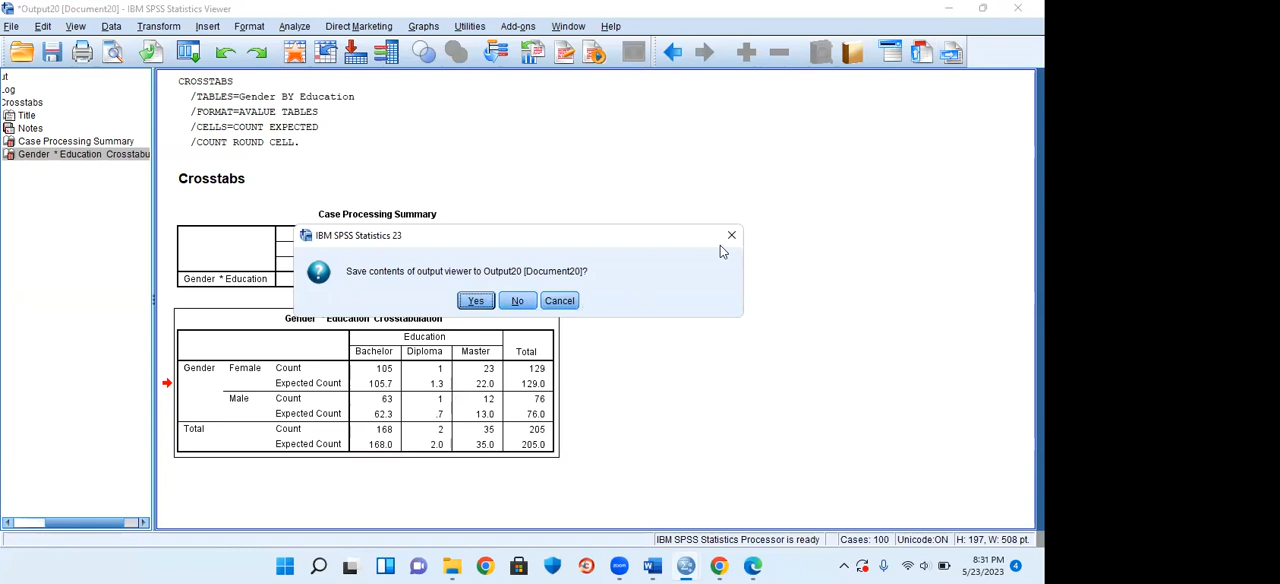 *Output20 [Document20] - IBM SPSS Statistics Viewer
File Edit View Data Transform Insert Format Analyze Direct Marketing Graphs Utilities Add-ons Window Help
ut
og
Crosstabs
Title
Notes
Case Processing Summary
Gender * Education Crosstabu
CROSSTABS
/TABLES=Gender BY Education
/FORMAT=AVALUE TABLES
/CELLS=COUNT EXPECTED
/COUNT ROUND CELL.
Crosstabs
Case Processing Summary
Gender * Education
IBM SPSS Statistics 23
Save contents of output viewer to Output20 [Document20]?
Yes No Cancel
Gender * Education Crosstabulation
Education
Bachelor Diploma Master Total
Gender Female Count 105 1 23 129
Expected Count 105.7 1.3 22.0 129.0
Male Count 63 1 12 76
Expected Count 62.3 .7 13.0 76.0
Total Count 168 2 35 205
Expected Count 168.0 2.0 35.0 205.0
IBM SPSS Statistics Processor is ready Cases: 100 Unicode:ON H: 197, W: 508 pt.
8:31 PM
5/23/2023
4